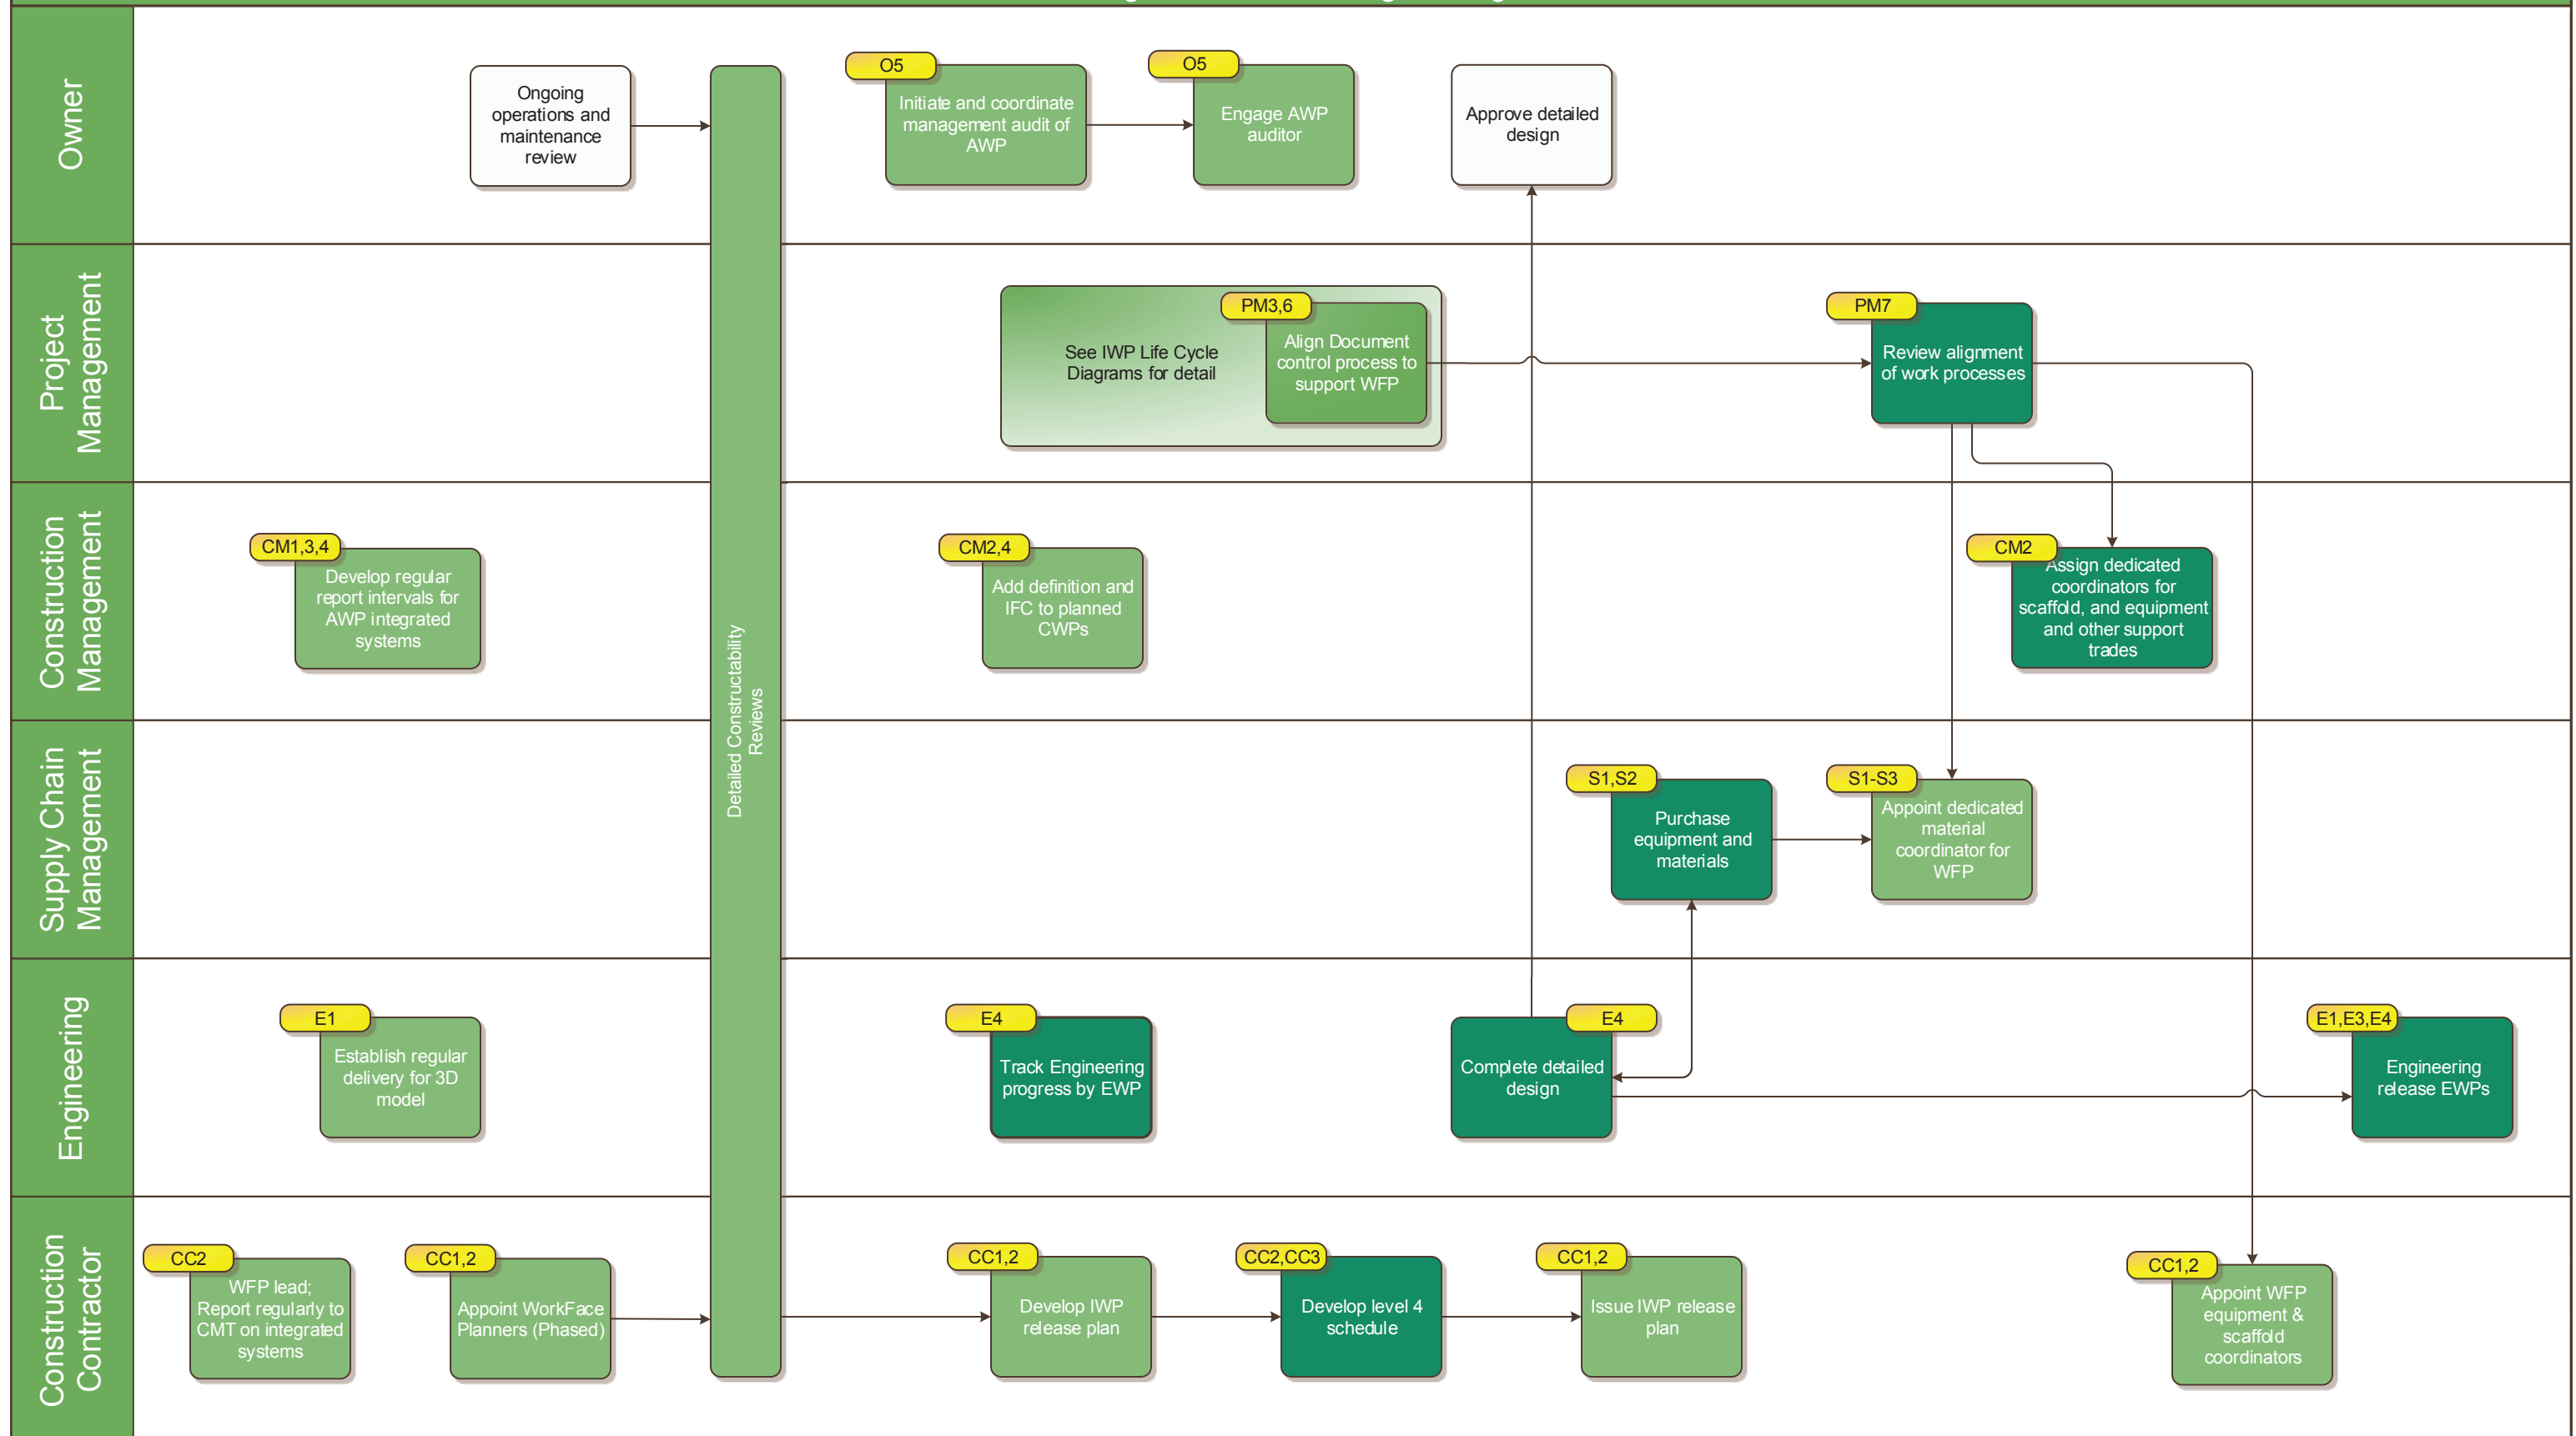 Owner
Ongoing
operations and
maintenance
review
O5
Initiate and coordinate
management audit of
AWP
O5
Engage AWP
auditor
Approve detailed
design
Project
Management
See IWP Life Cycle
Diagrams for detail
PM3,6
Align Document
control process to
support WFP
PM7
Review alignment
of work processes
Construction
Management
CM1,3,4
Develop regular
report intervals for
AWP integrated
systems
Detailed Constructability
Reviews
CM2,4
Add definition and
IFC to planned
CWPs
CM2
Assign dedicated
coordinators for
scaffold, and equipment
and other support
trades
Supply Chain
Management
S1,S2
Purchase
equipment and
materials
S1-S3
Appoint dedicated
material
coordinator for
WFP
Engineering
E1
Establish regular
delivery for 3D
model
E4
Track Engineering
progress by EWP
E4
Complete detailed
design
E1,E3,E4
Engineering
release EWPs
Construction
Contractor
CC2
WFP lead;
Report regularly to
CMT on integrated
systems
CC1,2
Appoint WorkFace
Planners (Phased)
CC1,2
Develop IWP
release plan
CC2,CC3
Develop level 4
schedule
CC1,2
Issue IWP release
plan
CC1,2
Appoint WFP
equipment &
scaffold
coordinators